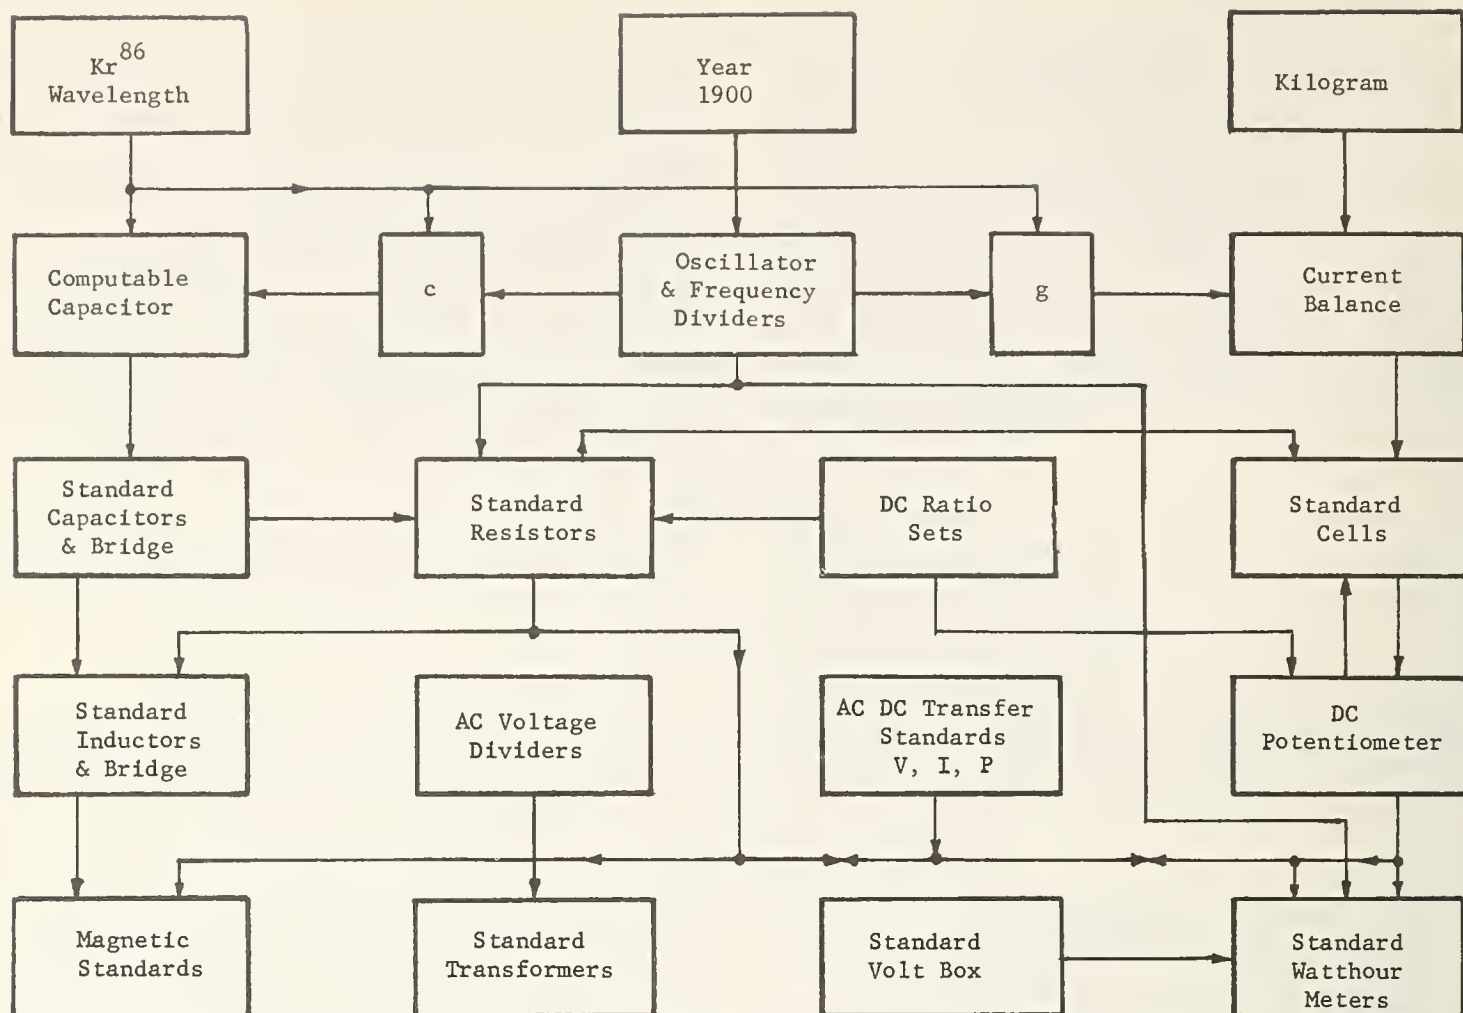 Kr86
Wavelength
Year
1900
Kilogram
Computable
Capacitor
c
Oscillator
& Frequency
Dividers
g
Current
Balance
Standard
Capacitors
& Bridge
Standard
Resistors
DC Ratio
Sets
Standard
Cells
Standard
Inductors
& Bridge
AC Voltage
Dividers
AC DC Transfer
Standards
V, I, P
DC
Potentiometer
Magnetic
Standards
Standard
Transformers
Standard
Volt Box
Standard
Watthour
Meters